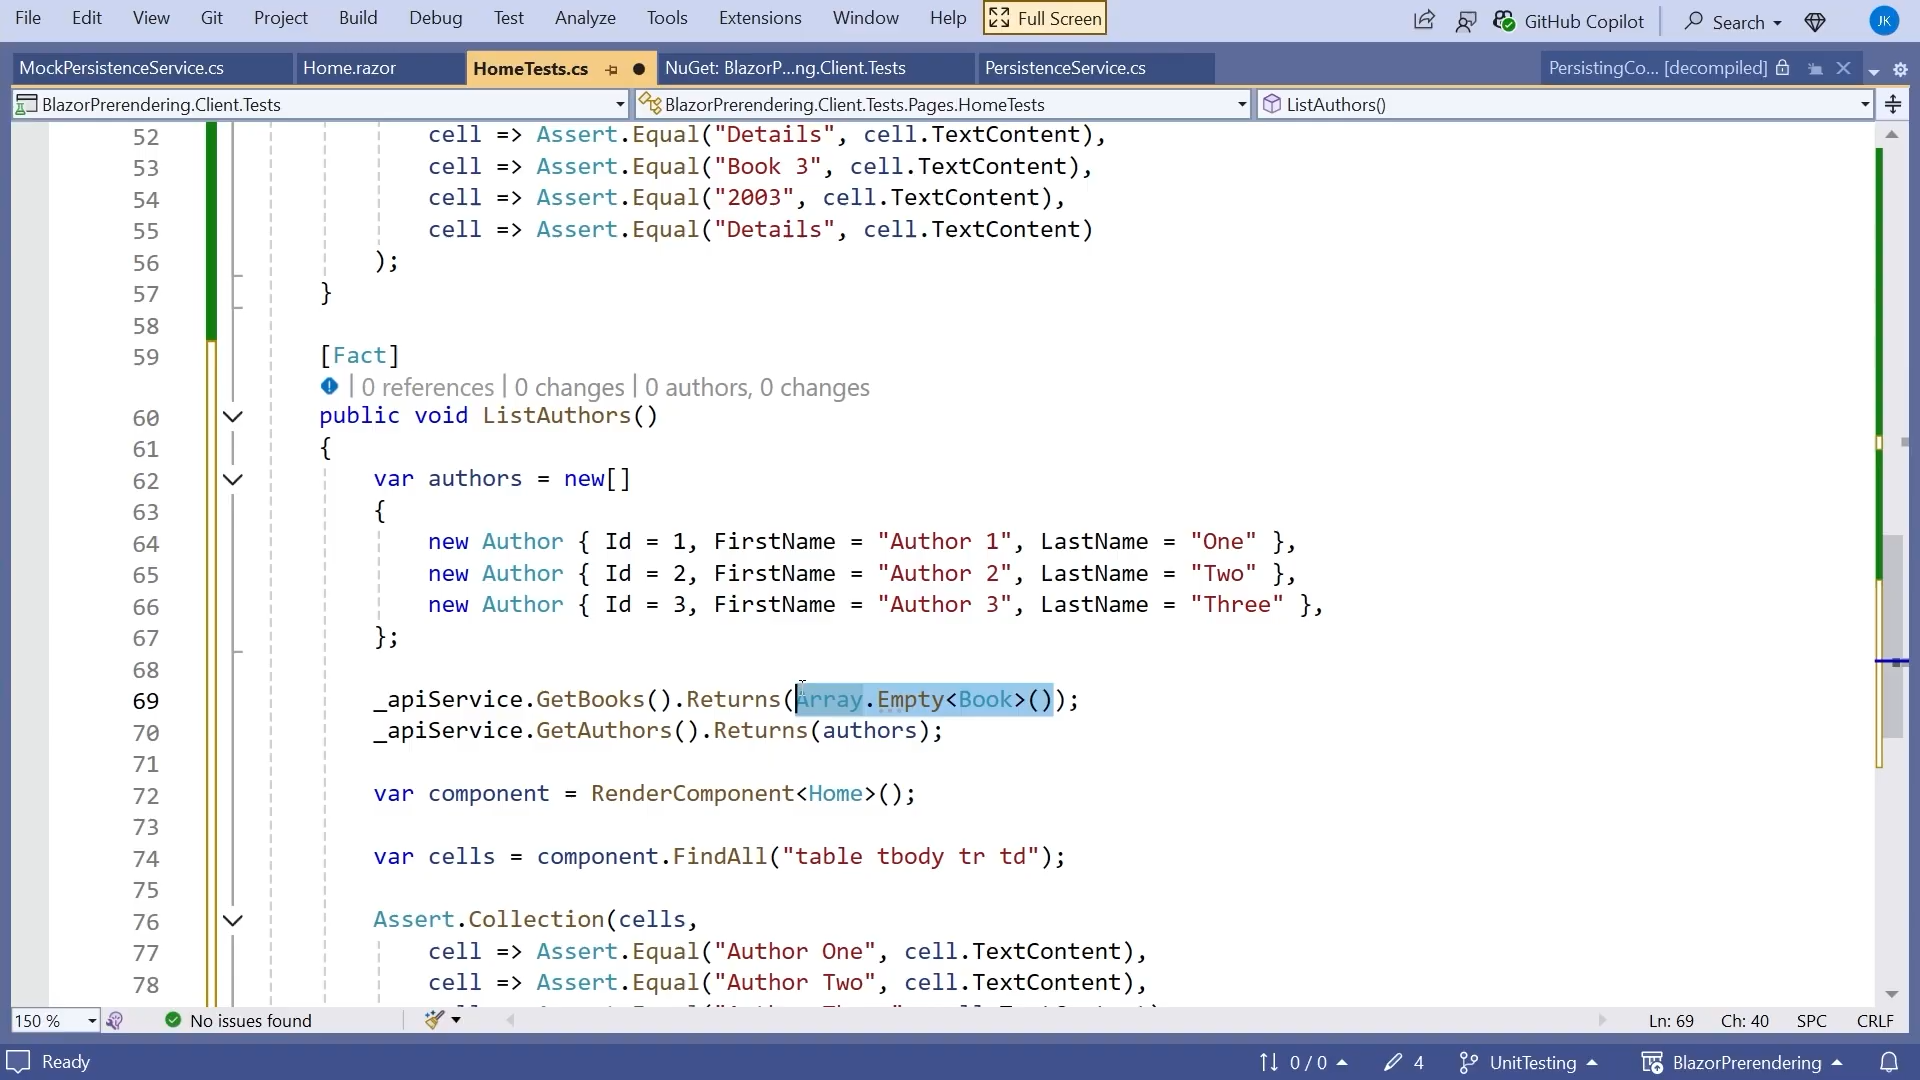 File Edit View Git Project Build Debug Test Analyze Tools Extensions Window Help Full Screen GitHub Copilot Search JK
MockPersistenceService.cs Home.razor HomeTests.cs NuGet: BlazorP...ng.Client.Tests PersistenceService.cs PersistingCo... [decompiled]
BlazorPrerendering.Client.Tests BlazorPrerendering.Client.Tests.Pages.HomeTests ListAuthors()
52 cell => Assert.Equal("Details", cell.TextContent),
53 cell => Assert.Equal("Book 3", cell.TextContent),
54 cell => Assert.Equal("2003", cell.TextContent),
55 cell => Assert.Equal("Details", cell.TextContent)
56 );
57 }
58
59 [Fact]
0 references | 0 changes | 0 authors, 0 changes
60 public void ListAuthors()
61 {
62 var authors = new[]
63 {
64 new Author { Id = 1, FirstName = "Author 1", LastName = "One" },
65 new Author { Id = 2, FirstName = "Author 2", LastName = "Two" },
66 new Author { Id = 3, FirstName = "Author 3", LastName = "Three" },
67 };
68
69 _apiService.GetBooks().Returns(Array.Empty<Book>());
70 _apiService.GetAuthors().Returns(authors);
71
72 var component = RenderComponent<Home>();
73
74 var cells = component.FindAll("table tbody tr td");
75
76 Assert.Collection(cells,
77 cell => Assert.Equal("Author One", cell.TextContent),
78 cell => Assert.Equal("Author Two", cell.TextContent),
150 % No issues found Ln: 69 Ch: 40 SPC CRLF
Ready 0 / 0 4 UnitTesting BlazorPrerendering